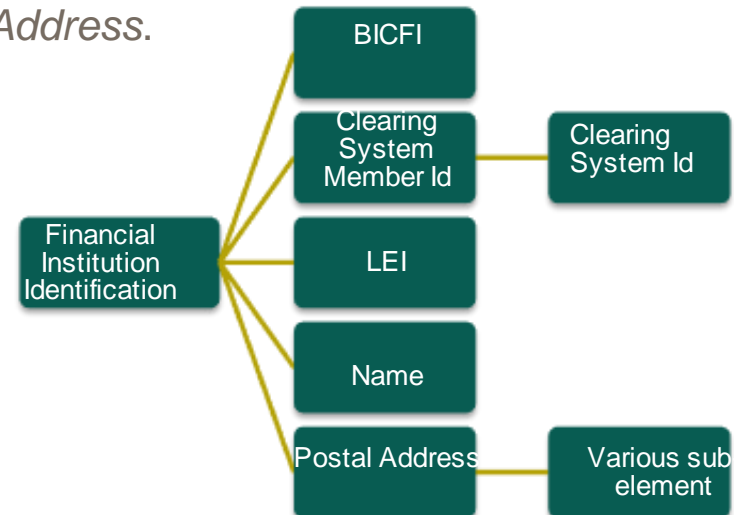 Address.
BICFI
Clearing
System
Member Id
Clearing
System Id
Financial
Institution
Identification
LEI
Name
Postal Address
Various sub
element